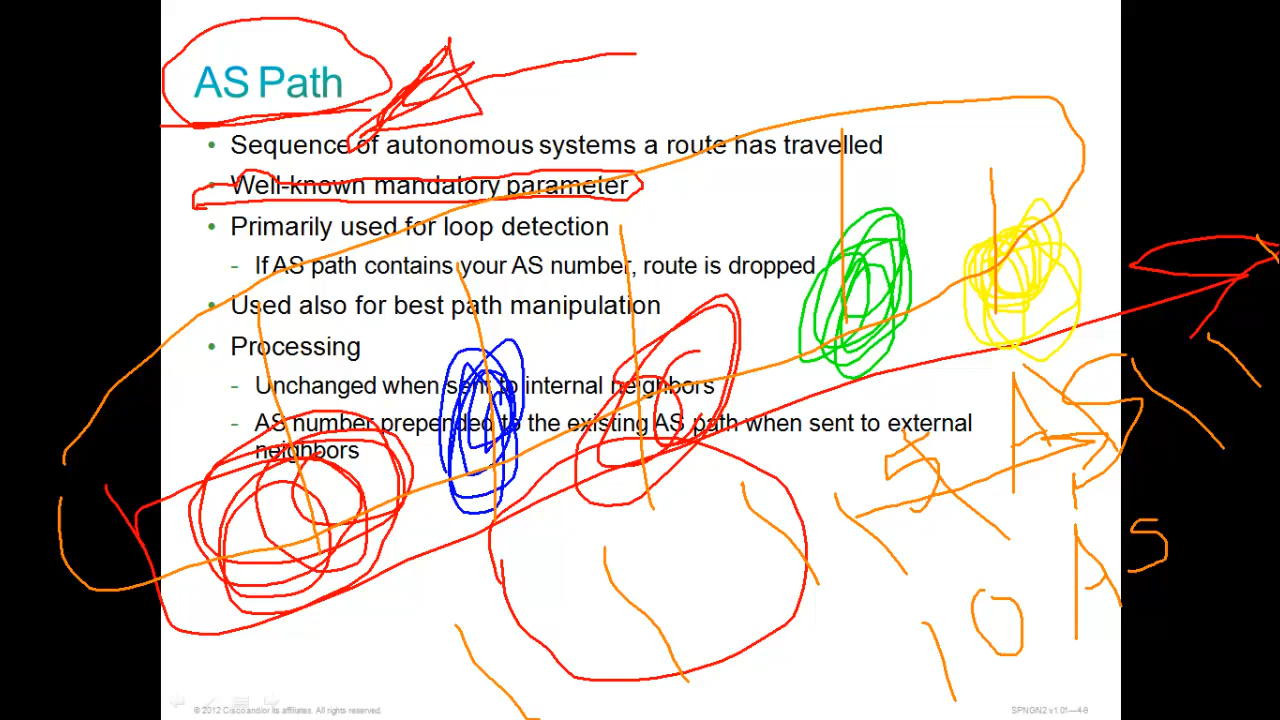 AS Path
• Sequence of autonomous systems a route has travelled
• Well-known mandatory parameter
• Primarily used for loop detection
- If AS path contains your AS number, route is dropped
• Used also for best path manipulation
• Processing
- Unchanged when sent to internal neighbors
- AS number prepended to the existing AS path when sent to external
neighbors
AS
10
© 2012 Cisco and/or its affiliates. All rights reserved.
SPNGN2 v1.01—4-9